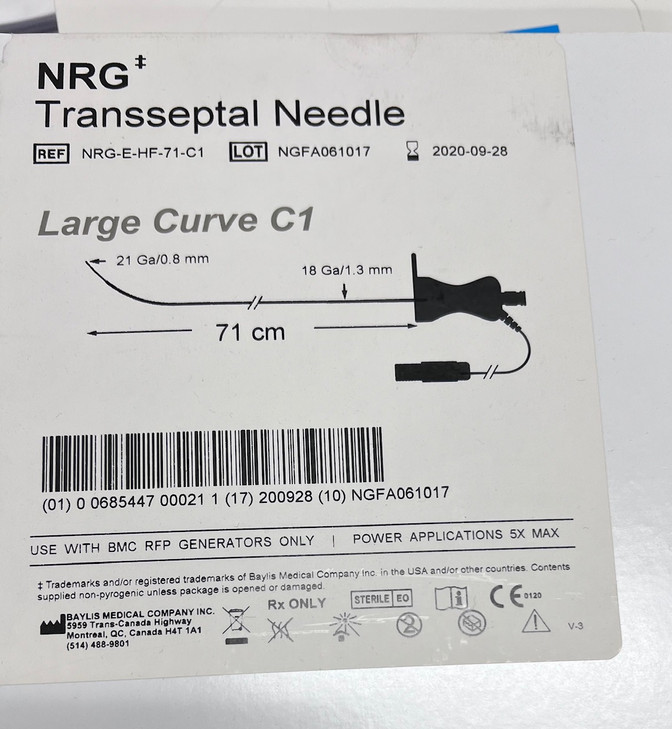 NRG‡
Transseptal Needle
REF NRG-E-HF-71-C1 LOT NGFA061017 2020-09-28
Large Curve C1
21 Ga/0.8 mm
18 Ga/1.3 mm
71 cm
(01) 0 0685447 00021 1 (17) 200928 (10) NGFA061017
USE WITH BMC RFP GENERATORS ONLY | POWER APPLICATIONS 5X MAX
‡ Trademarks and/or registered trademarks of Baylis Medical Company Inc. in the USA and/or other countries. Contents
supplied non-pyrogenic unless package is opened or damaged.
BAYLIS MEDICAL COMPANY INC.
5959 Trans-Canada Highway
Montreal, QC, Canada H4T 1A1
(514) 488-9801
Rx ONLY
STERILE EO
i
CE 0120
2
V-3